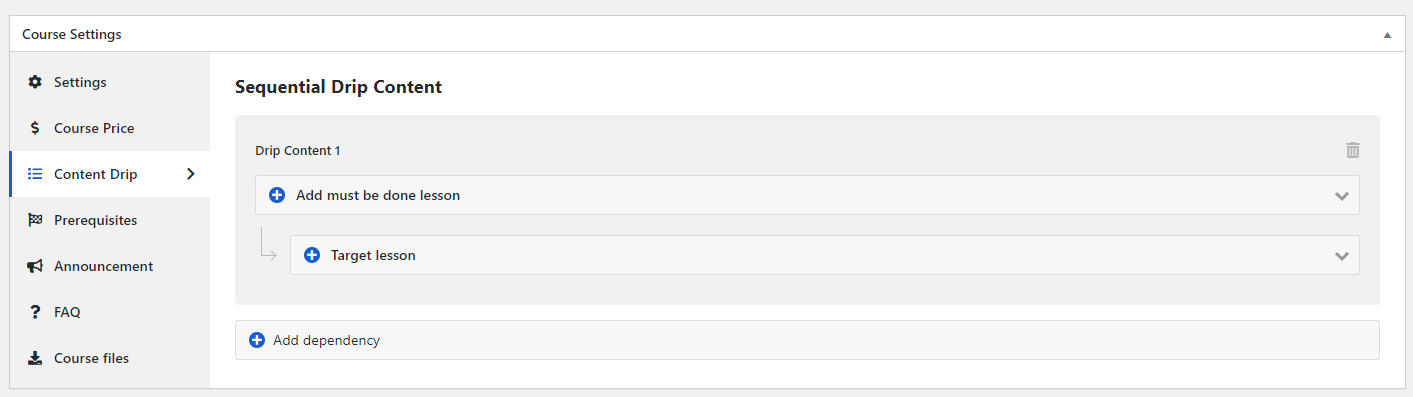 Course Settings
Settings
Course Price
Content Drip
Prerequisites
Announcement
FAQ
Course files
Sequential Drip Content
Drip Content 1
Add must be done lesson
Target lesson
Add dependency